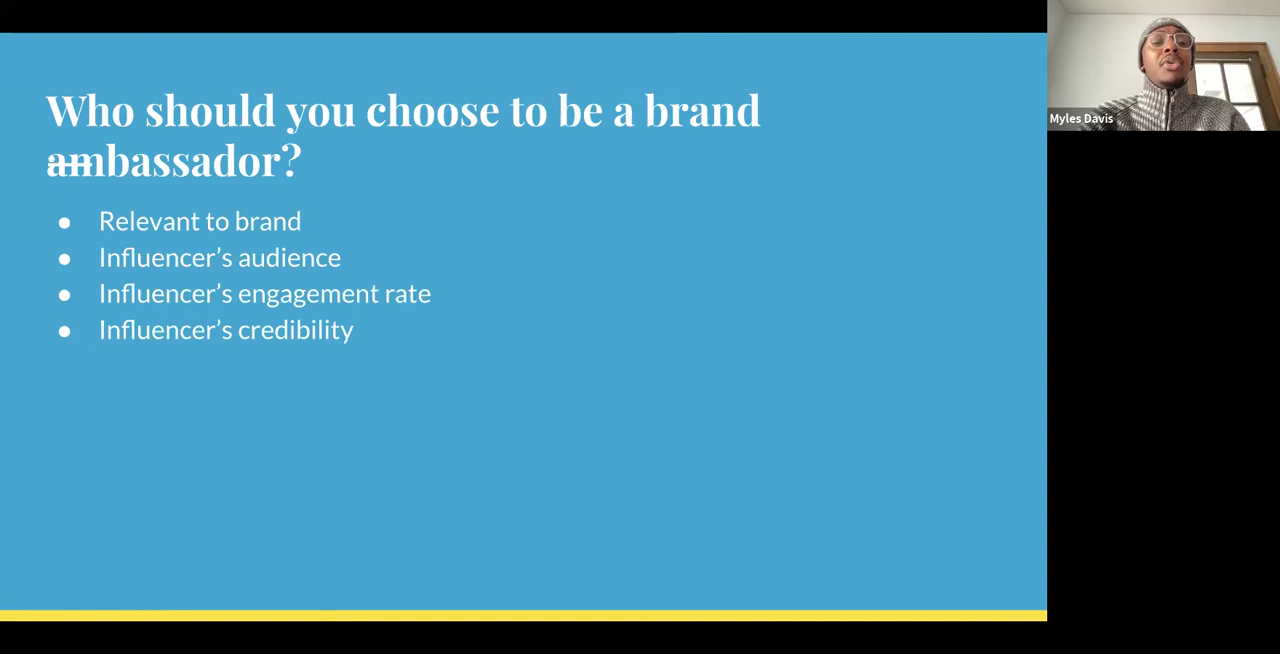 Who should you choose to be a brand
ambassador?
● Relevant to brand
● Influencer’s audience
● Influencer’s engagement rate
● Influencer’s credibility
Myles Davis